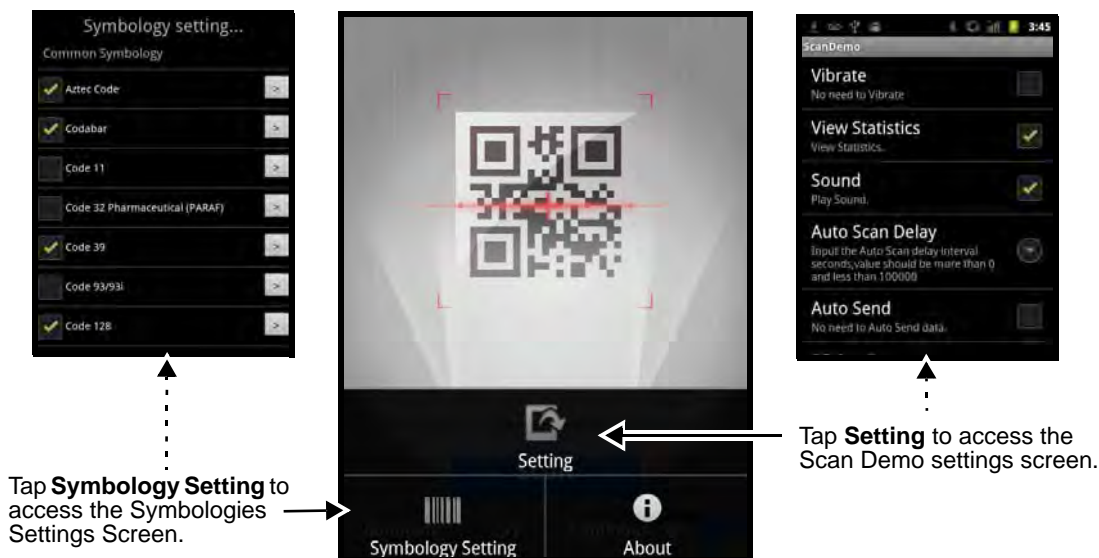 Symbology setting...
Common Symbology
Aztec Code
>
Codabar
>
Code 11
>
Code 32 Pharmaceutical (PARAF)
>
Code 39
>
Code 93/93i
>
Code 128
>
Tap Symbology Setting to
access the Symbologies
Settings Screen.
Setting
Symbology Setting
About
3:45
ScanDemo
Vibrate
No need to Vibrate
View Statistics
View Statistics.
Sound
Play Sound.
Auto Scan Delay
Input the Auto Scan delay interval
seconds,value should be more than 0
and less than 100000
Auto Send
No need to Auto Send data.
Tap Setting to access the
Scan Demo settings screen.